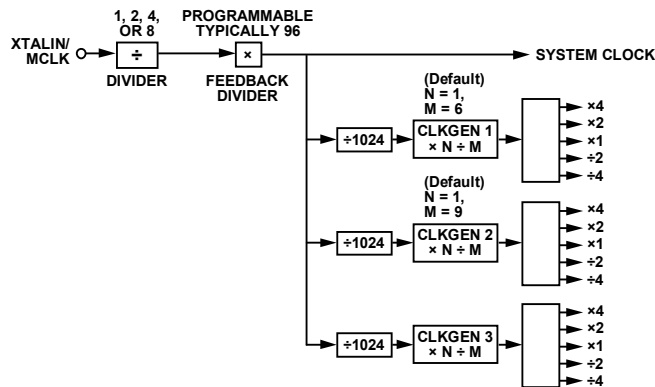 XTALIN/
MCLK
1, 2, 4,
OR 8
÷
DIVIDER
PROGRAMMABLE
TYPICALLY 96
×
FEEDBACK
DIVIDER
SYSTEM CLOCK
(Default)
N = 1,
M = 6
÷1024
CLKGEN 1
× N ÷ M
×4
×2
×1
÷2
÷4
(Default)
N = 1,
M = 9
÷1024
CLKGEN 2
× N ÷ M
×4
×2
×1
÷2
÷4
÷1024
CLKGEN 3
× N ÷ M
×4
×2
×1
÷2
÷4